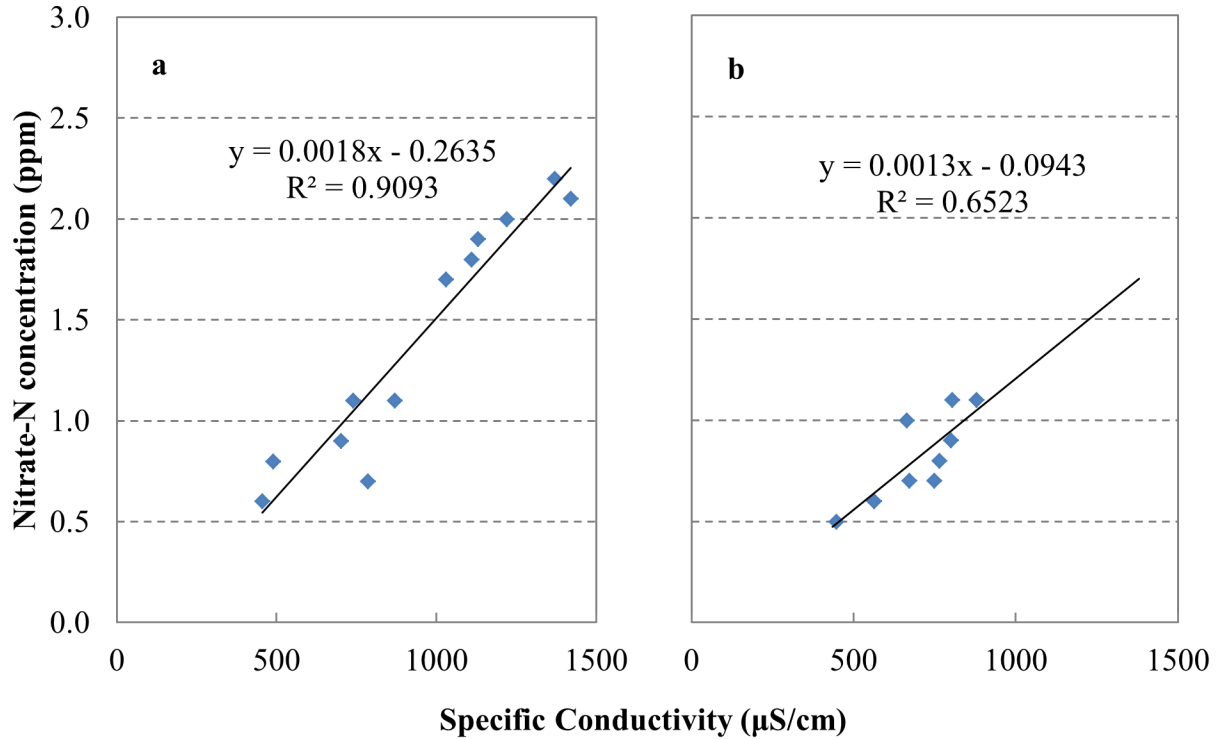 3.0
2.5
2.0
1.5
1.0
0.5
0.0
Nitrate-N concentration (ppm)
a
y = 0.0018x - 0.2635
R² = 0.9093
0 500 1000 1500
b
y = 0.0013x - 0.0943
R² = 0.6523
0 500 1000 1500
Specific Conductivity (μS/cm)